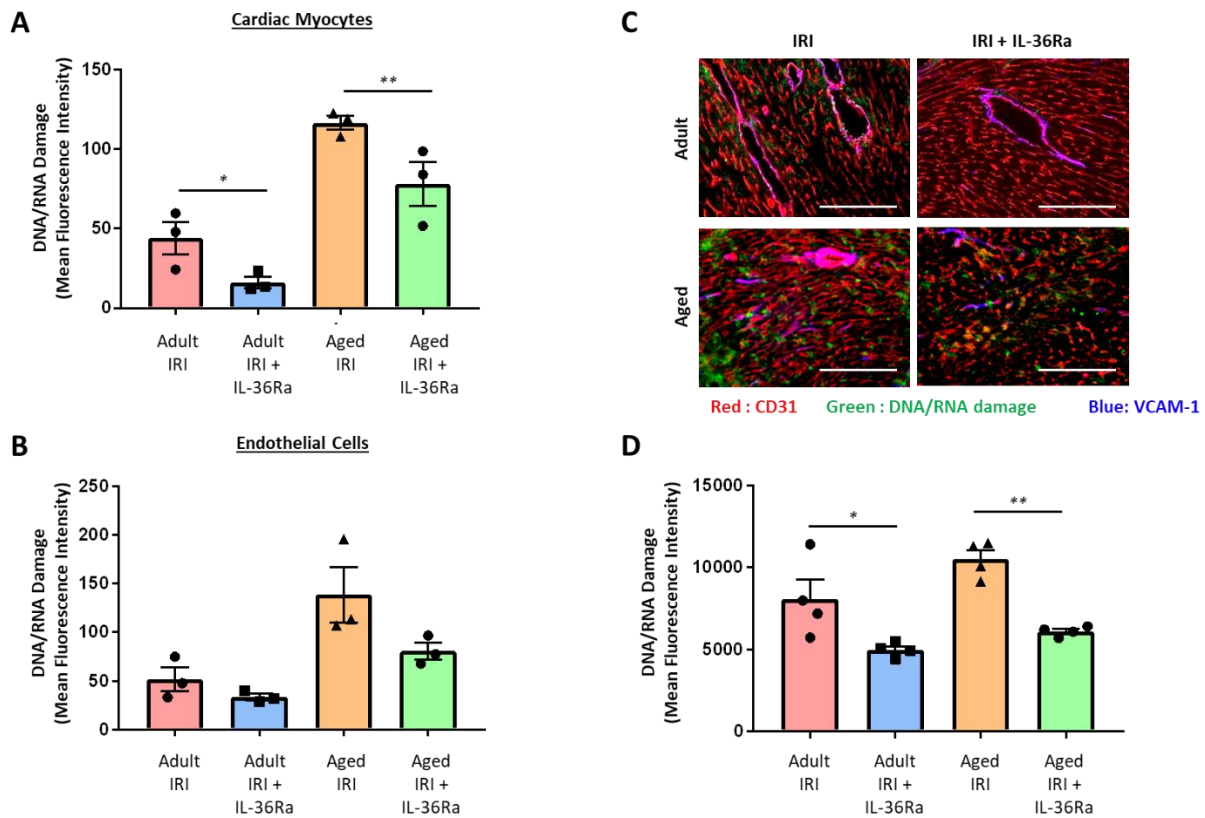 A
Cardiac Myocytes
DNA/RNA Damage
(Mean Fluorescence Intensity)
150
100
50
0
*
**
Adult
IRI
Adult
IRI +
IL-36Ra
Aged
IRI
Aged
IRI +
IL-36Ra
C
IRI
IRI + IL-36Ra
Adult
Aged
Red : CD31
Green : DNA/RNA damage
Blue: VCAM-1
B
Endothelial Cells
DNA/RNA Damage
(Mean Fluorescence Intensity)
250
200
150
100
50
0
Adult
IRI
Adult
IRI +
IL-36Ra
Aged
IRI
Aged
IRI +
IL-36Ra
D
DNA/RNA Damage
(Mean Fluorescence Intensity)
15000
10000
5000
0
*
**
Adult
IRI
Adult
IRI +
IL-36Ra
Aged
IRI
Aged
IRI +
IL-36Ra